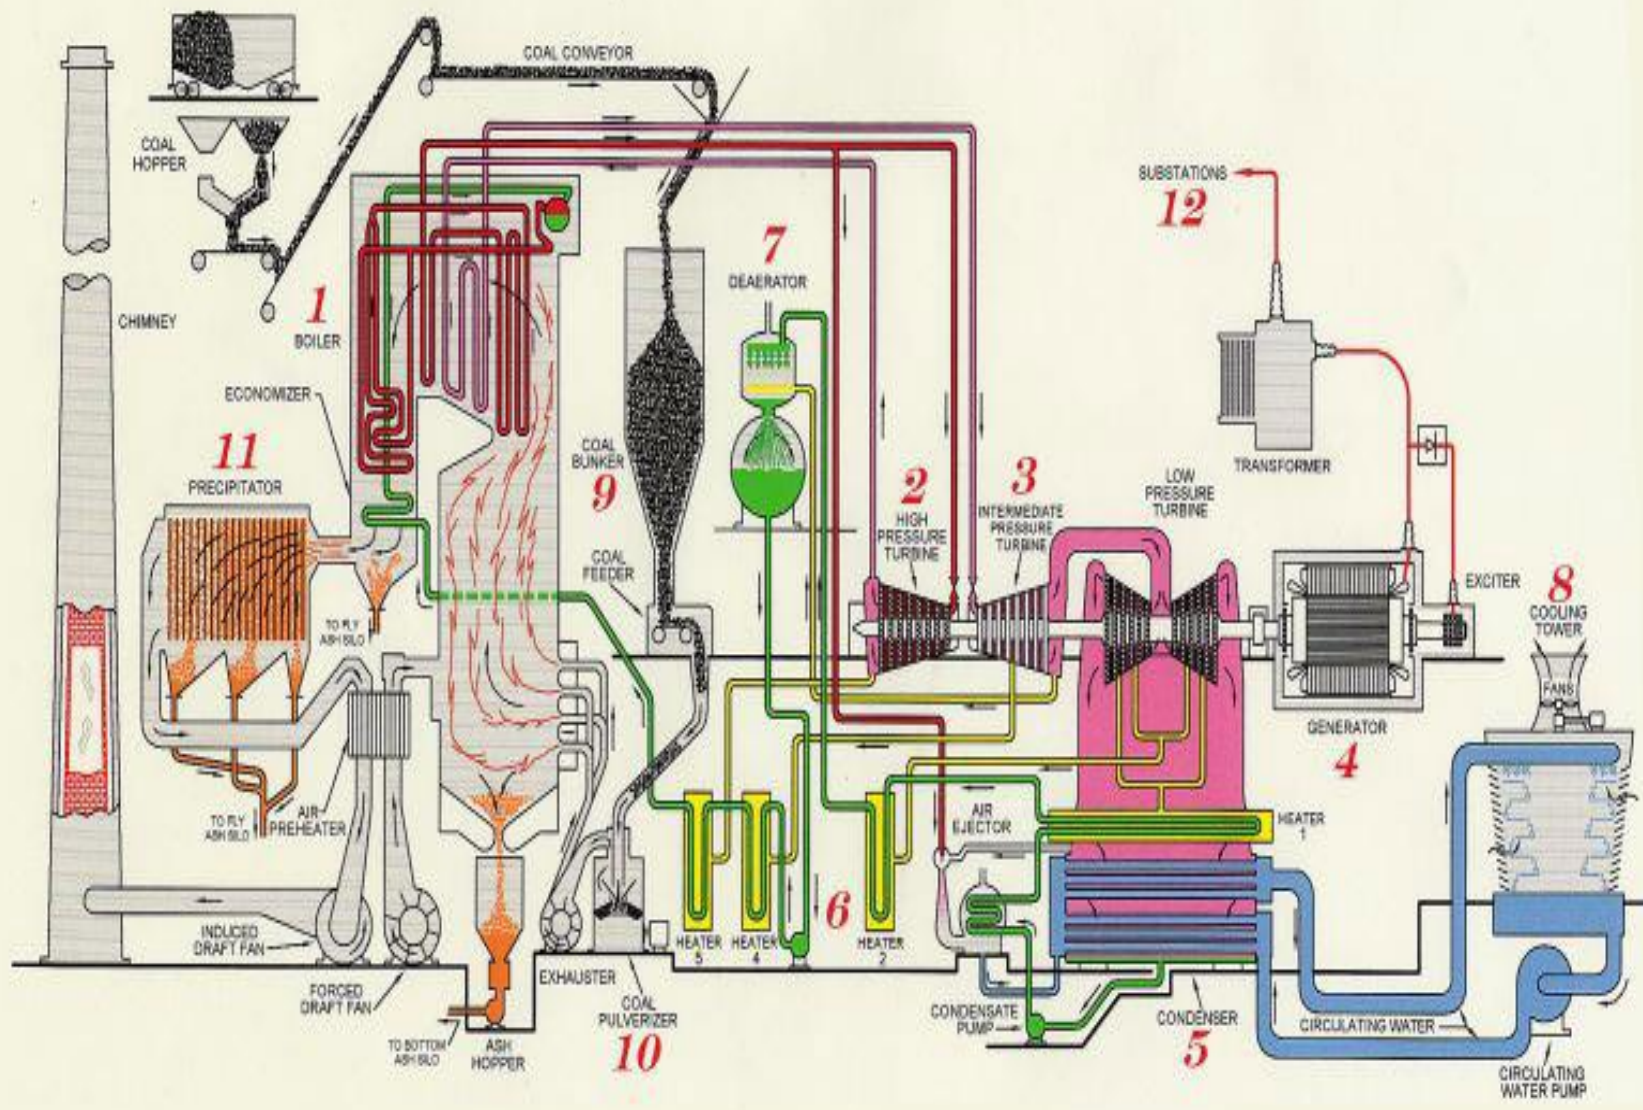 COAL CONVEYOR
COAL
HOPPER
CHIMNEY
1
BOILER
ECONOMIZER
11
PRECIPITATOR
TO FLY
ASH SILO
TO FLY
ASH SILO
AIR
PREHEATER
INDUCED
DRAFT FAN
FORCED
DRAFT FAN
TO BOTTOM
ASH SILO
ASH
HOPPER
EXHAUSTER
COAL
PULVERIZER
10
COAL
BUNKER
9
COAL
FEEDER
7
DEAERATOR
2
HIGH
PRESSURE
TURBINE
3
INTERMEDIATE
PRESSURE
TURBINE
LOW
PRESSURE
TURBINE
SUBSTATIONS
12
TRANSFORMER
EXCITER
GENERATOR
4
8
COOLING
TOWER
FANS
HEATER
5
HEATER
4
6
HEATER
2
AIR
EJECTOR
HEATER
1
CONDENSATE
PUMP
CONDENSER
5
CIRCULATING WATER
CIRCULATING
WATER PUMP